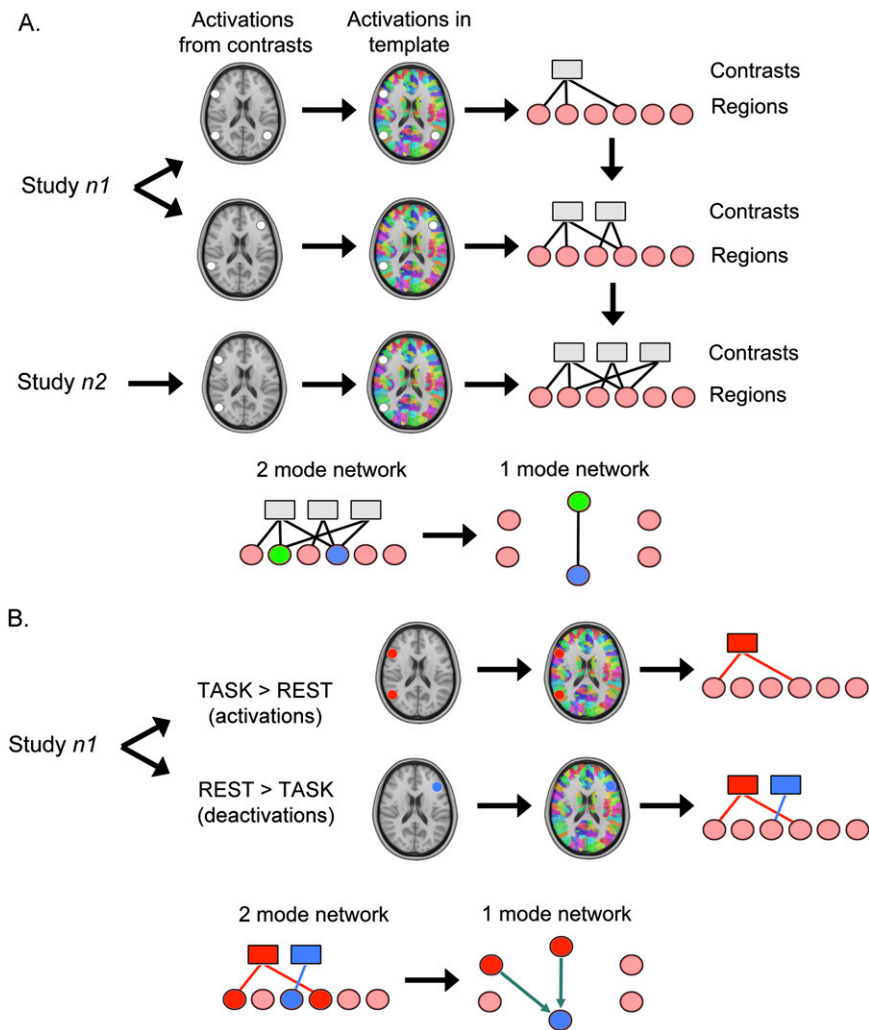 A.
Activations
from contrasts
Activations in
template
Contrasts
Regions
Study n1
Contrasts
Regions
Study n2
Contrasts
Regions
2 mode network
1 mode network
B.
TASK > REST
(activations)
Study n1
REST > TASK
(deactivations)
2 mode network
1 mode network